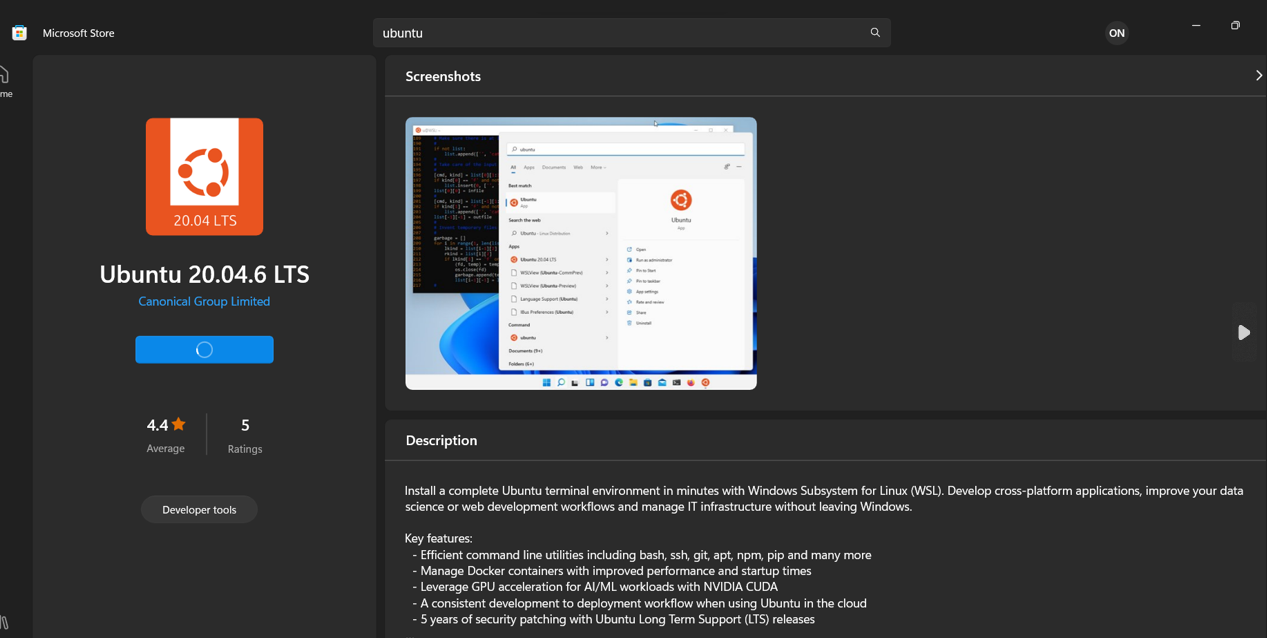 Microsoft Store
ubuntu
ON
me
20.04 LTS
Ubuntu 20.04.6 LTS
Canonical Group Limited
4.4
Average
5
Ratings
Developer tools
Screenshots
ubuntu
All Apps Documents Web More
Best match
Ubuntu
App
Search the web
Ubuntu - Linux Distribution
Apps
Ubuntu 20.04 LTS
WSLView (Ubuntu-CommPrev)
WSLView (Ubuntu-Preview)
Language Support (Ubuntu)
IBus Preferences (Ubuntu)
Command
ubuntu
Documents (9+)
Folders (6+)
Ubuntu
App
Open
Run as administrator
Pin to Start
Pin to taskbar
App settings
Rate and review
Share
Uninstall
Description
Install a complete Ubuntu terminal environment in minutes with Windows Subsystem for Linux (WSL). Develop cross-platform applications, improve your data
science or web development workflows and manage IT infrastructure without leaving Windows.
Key features:
- Efficient command line utilities including bash, ssh, git, apt, npm, pip and many more
- Manage Docker containers with improved performance and startup times
- Leverage GPU acceleration for AI/ML workloads with NVIDIA CUDA
- A consistent development to deployment workflow when using Ubuntu in the cloud
- 5 years of security patching with Ubuntu Long Term Support (LTS) releases